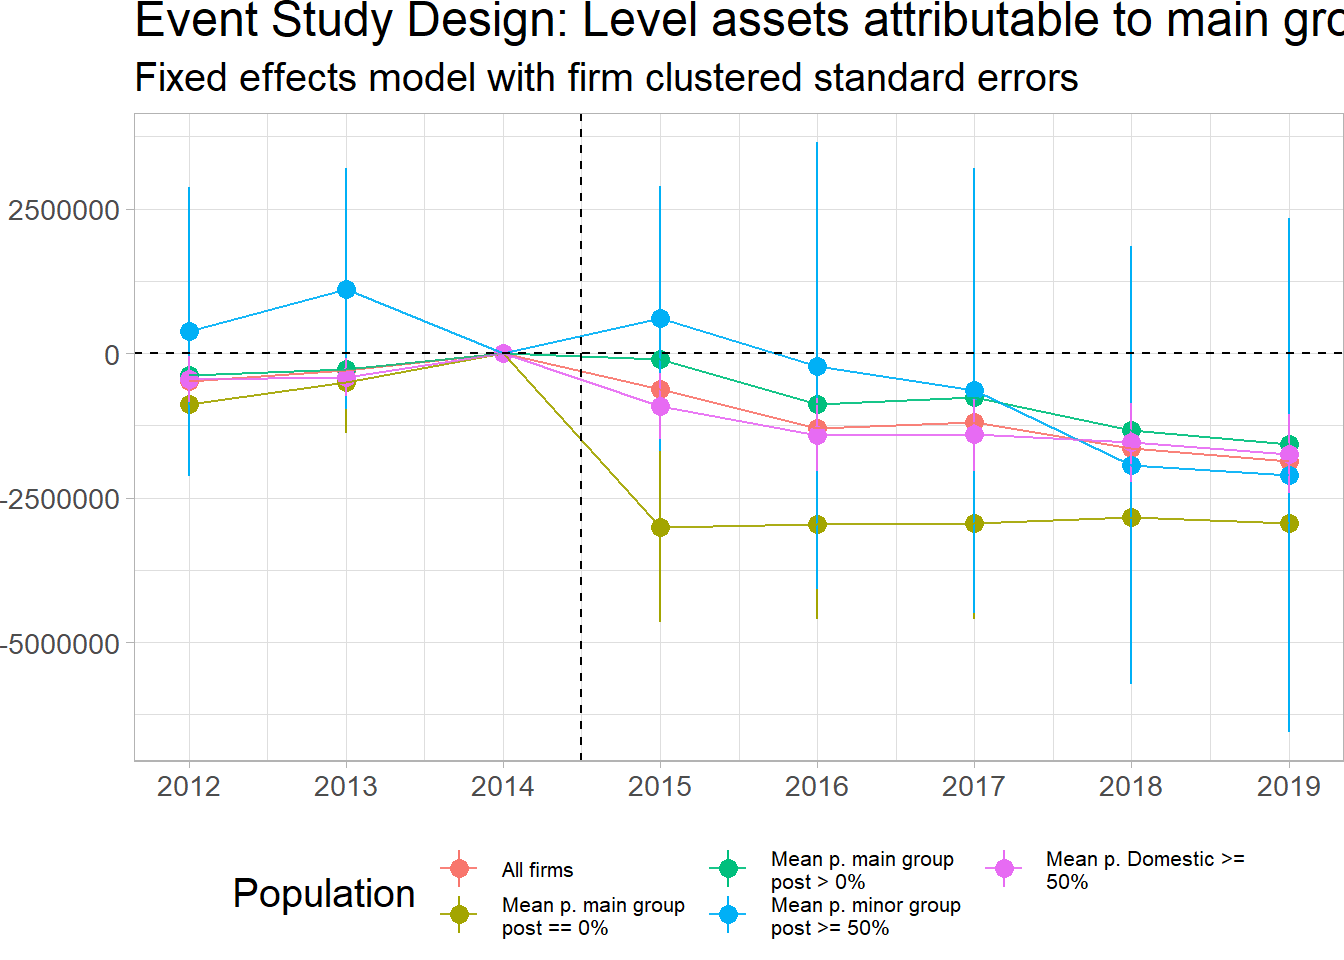 Event Study Design: Level assets attributable to main gro
Fixed effects model with firm clustered standard errors
2500000
0
-2500000
-5000000
2012 2013 2014 2015 2016 2017 2018 2019
Population
All firms
Mean p. main group
post == 0%
Mean p. main group
post > 0%
Mean p. minor group
post >= 50%
Mean p. Domestic >=
50%